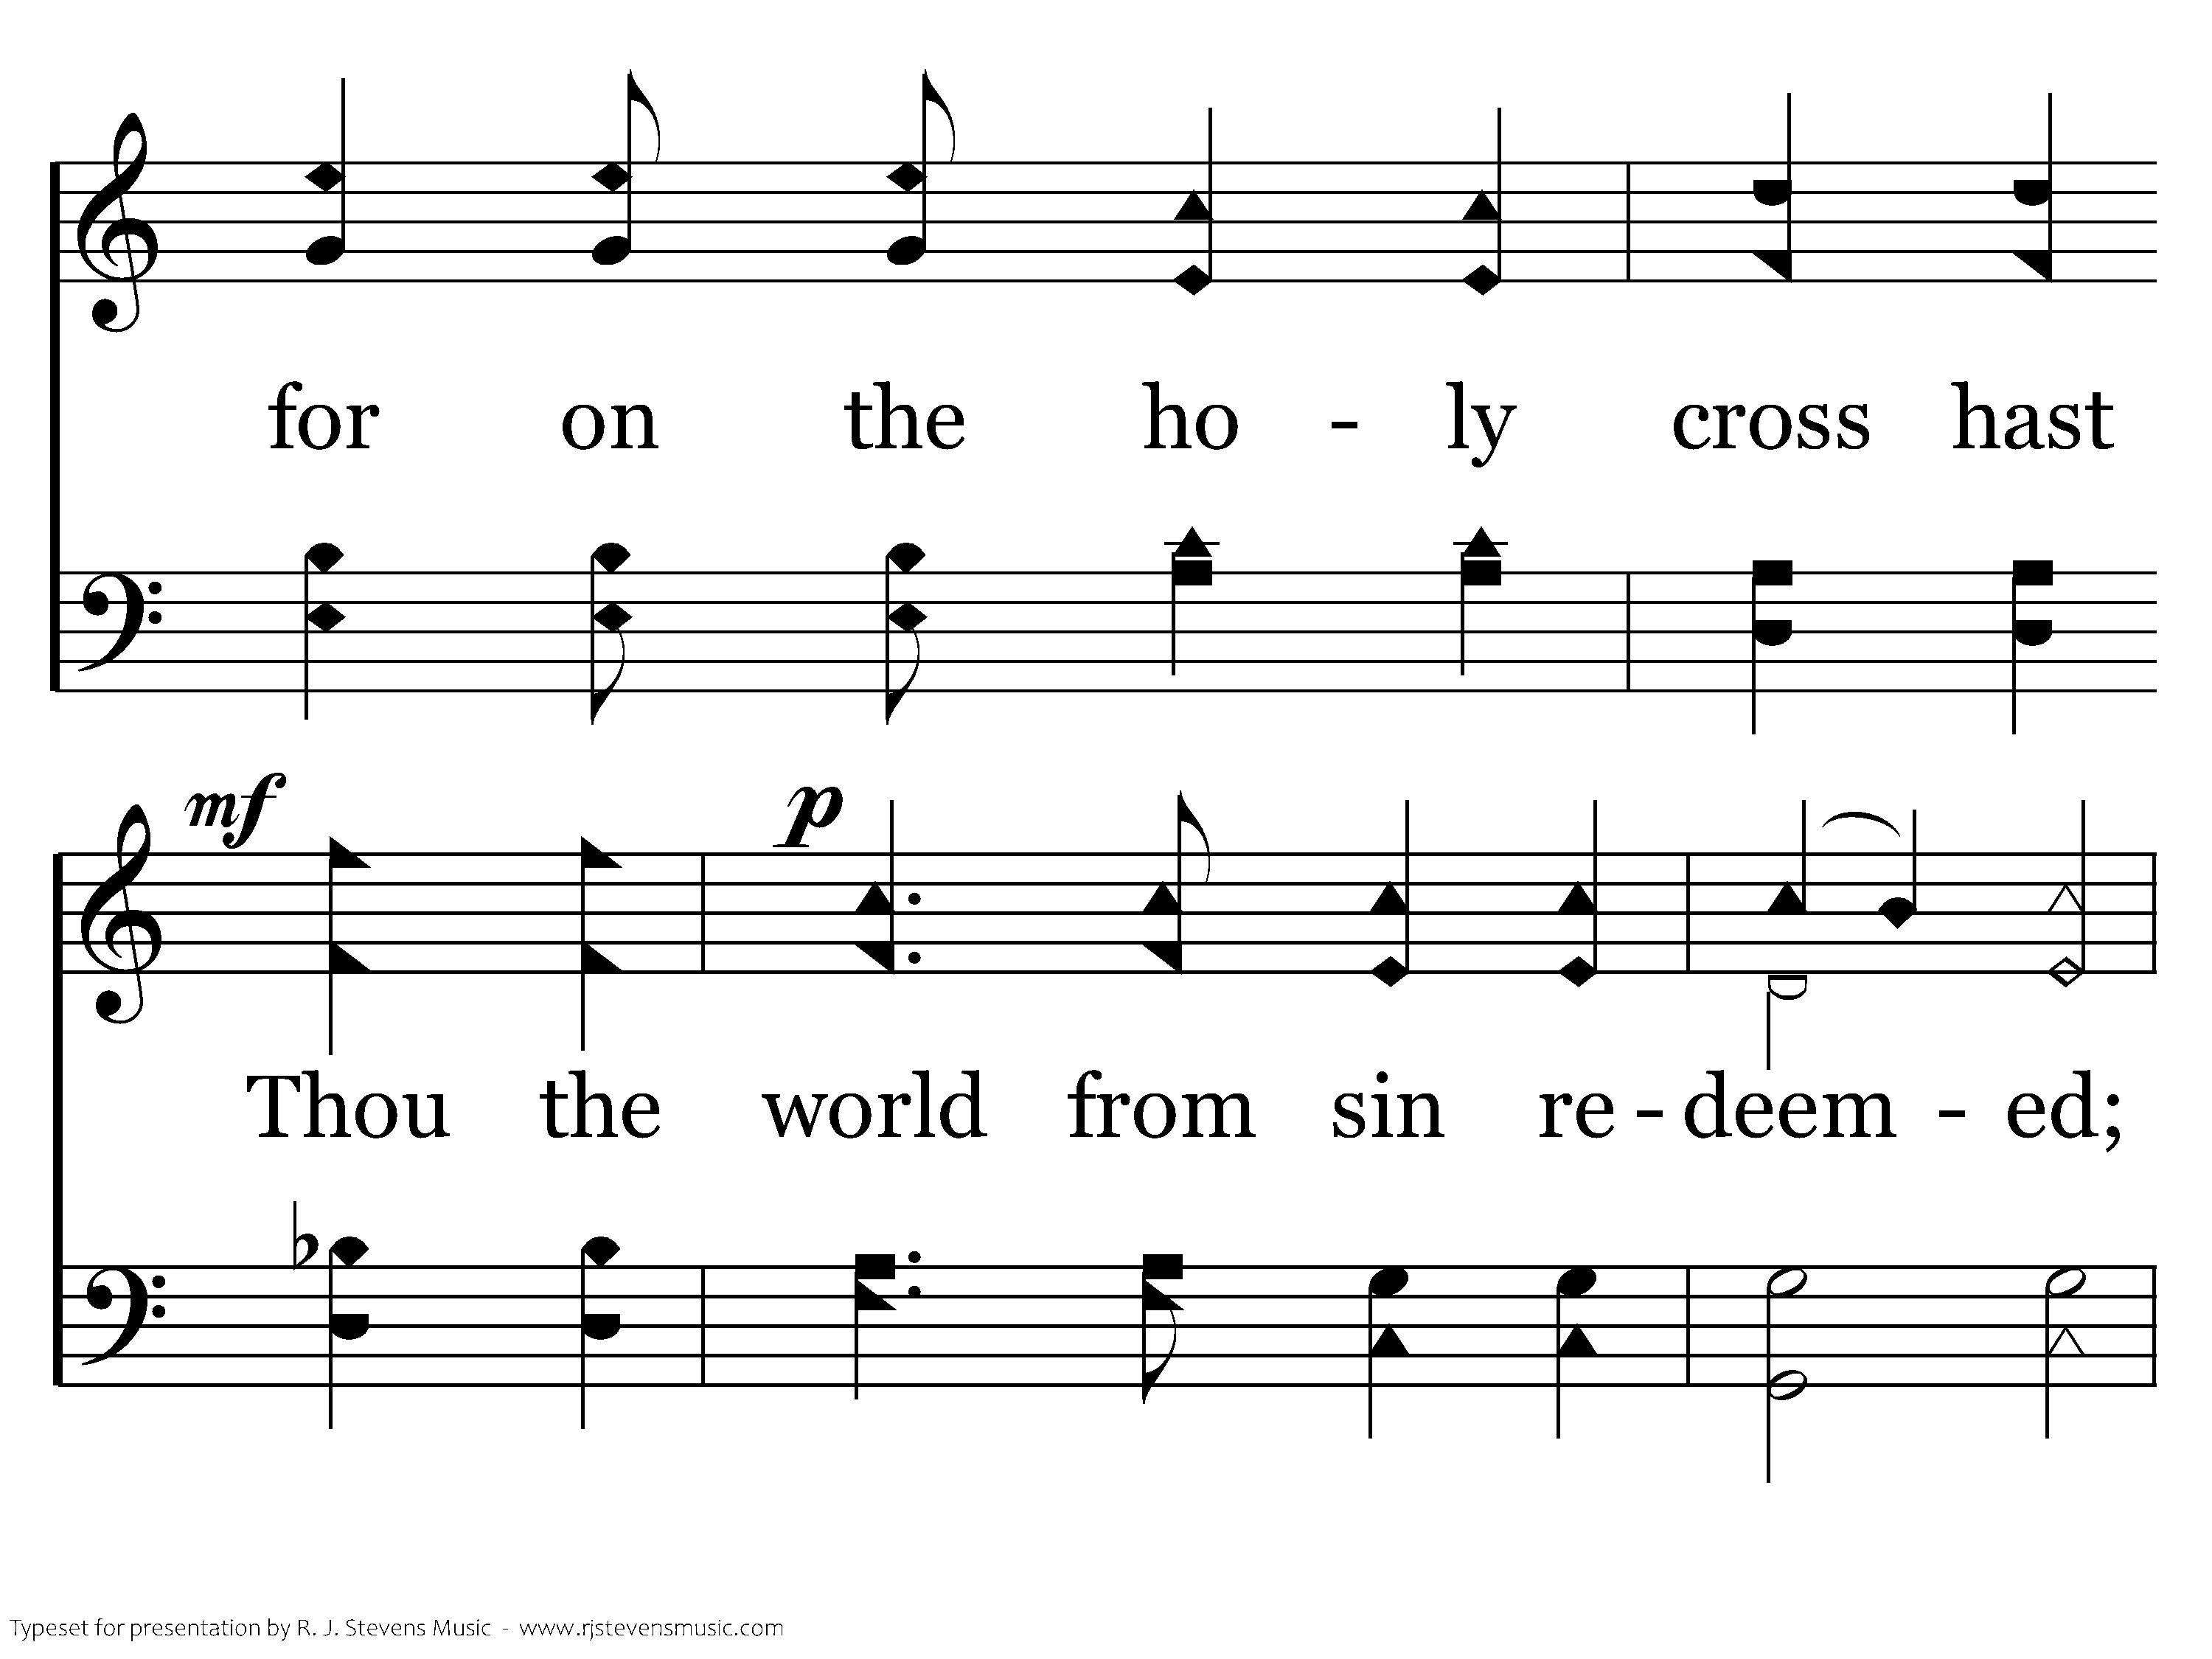 for on the ho - ly cross hast
mf p
Thou the world from sin re - deem - ed;
Typeset for presentation by R. J. Stevens Music - www.rjstevensmusic.com